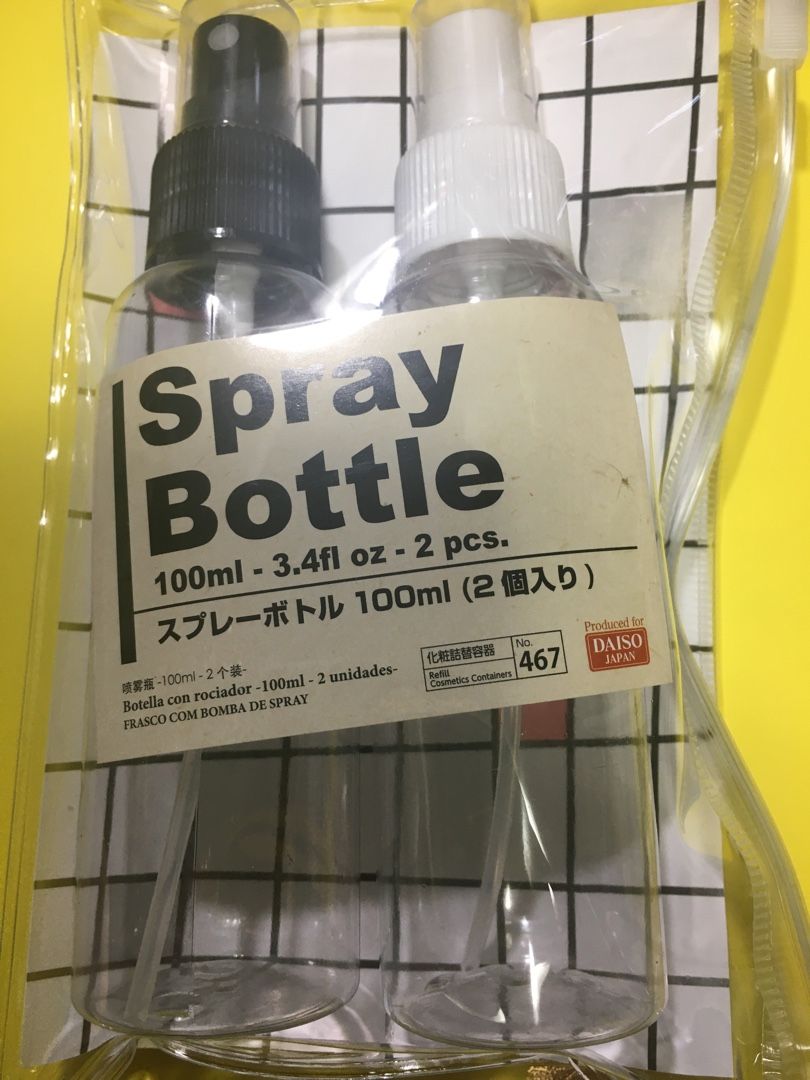 Spray
Bottle
100ml - 3.4fl oz - 2 pcs.
スプレーボトル 100ml (2個入り)
喷雾瓶 -100ml - 2个装-
Botella con rociador -100ml - 2 unidades-
FRASCO COM BOMBA DE SPRAY
化粧詰替容器
Refill
Cosmetics Containers
No.
467
Produced for
DAISO
JAPAN